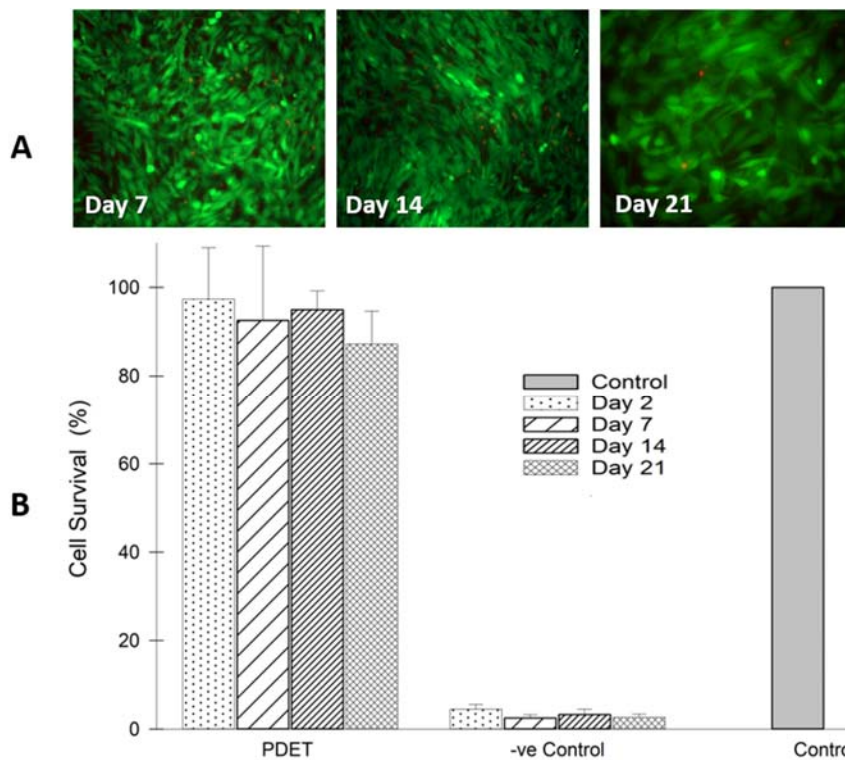 A
Day 7
Day 14
Day 21
B
Cell Survival (%)
100
80
60
40
20
0
Control
Day 2
Day 7
Day 14
Day 21
PDET
-ve Control
Contro